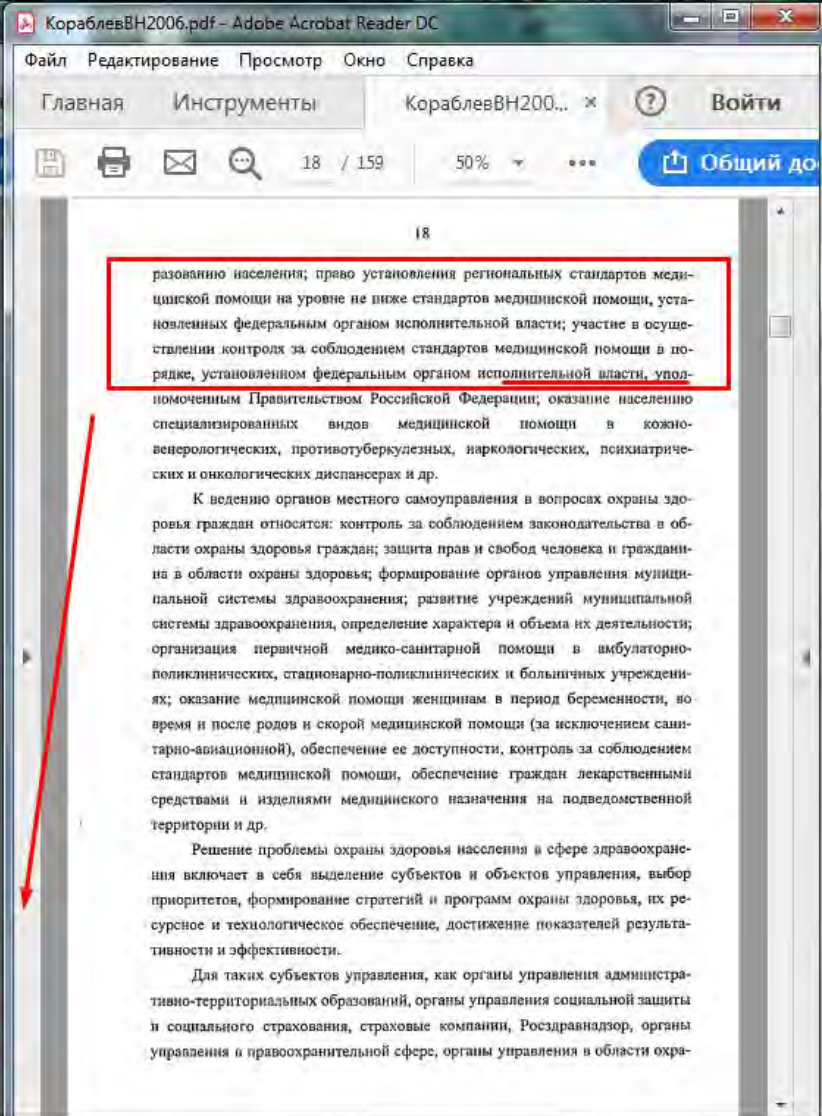 КораблевВН2006.pdf - Adobe Acrobat Reader DC
Файл Редактирование Просмотр Окно Справка
Главная Инструменты КораблевВН200... × ? Войти
18 / 159 50% Общий до
18
разованию населения; право установления региональных стандартов меди-
цинской помощи на уровне не ниже стандартов медицинской помощи, уста-
новленных федеральным органом исполнительной власти; участие в осуще-
ствлении контроля за соблюдением стандартов медицинской помощи в по-
рядке, установленном федеральным органом исполнительной власти, упол-
номоченным Правительством Российской Федерации; оказание населению
специализированных видов медицинской помощи в кожно-
венерологических, противотуберкулезных, наркологических, психиатриче-
ских и онкологических диспансерах и др.
К ведению органов местного самоуправления в вопросах охраны здо-
ровья граждан относятся: контроль за соблюдением законодательства в об-
ласти охраны здоровья граждан; защита прав и свобод человека и граждани-
на в области охраны здоровья; формирование органов управления муници-
пальной системы здравоохранения; развитие учреждений муниципальной
системы здравоохранения, определение характера и объема их деятельности;
организация первичной медико-санитарной помощи в амбулаторно-
поликлинических, стационарно-поликлинических и больничных учреждени-
ях; оказание медицинской помощи женщинам в период беременности, во
время и после родов и скорой медицинской помощи (за исключением сани-
тарно-авиационной), обеспечение ее доступности, контроль за соблюдением
стандартов медицинской помощи, обеспечение граждан лекарственными
средствами и изделиями медицинского назначения на подведомственной
территории и др.
Решение проблемы охраны здоровья населения в сфере здравоохране-
ния включает в себя выделение субъектов и объектов управления, выбор
приоритетов, формирование стратегий и программ охраны здоровья, их ре-
сурсное и технологическое обеспечение, достижение показателей результа-
тивности и эффективности.
Для таких субъектов управления, как органы управления администра-
тивно-территориальных образований, органы управления социальной защиты
и социального страхования, страховые компании, Росздравнадзор, органы
управления в правоохранительной сфере, органы управления в области охра-